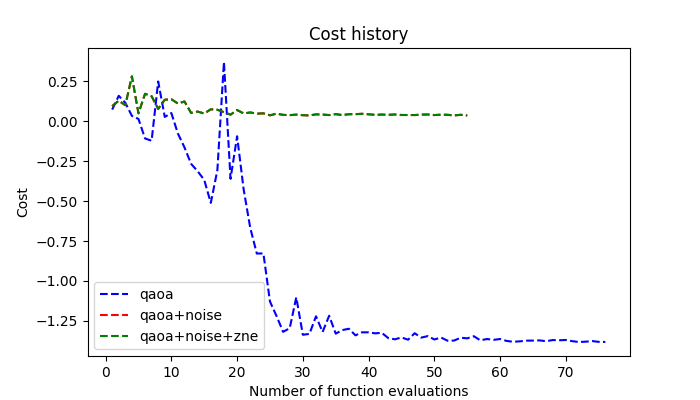 Cost history
Cost
0.25
0.00
−0.25
−0.50
−0.75
−1.00
−1.25
qaoa
qaoa+noise
qaoa+noise+zne
0 10 20 30 40 50 60 70
Number of function evaluations